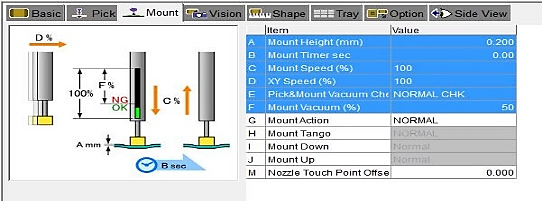 Basic Pick Mount Vision Shape Tray Option Side View
Item Value
A Mount Height (mm) 0.200
B Mount Timer sec 0.00
C Mount Speed (%) 100
D XY Speed (%) 100
E Pick&Mount Vacuum Che NORMAL CHK
F Mount Vacuum (%) 50
G Mount Action NORMAL
H Mount Tango Normal
I Mount Down Normal
J Mount Up Normal
M Nozzle Touch Point Offse 0.000
D %
F%
100%
NG
OK
C %
A mm
B sec